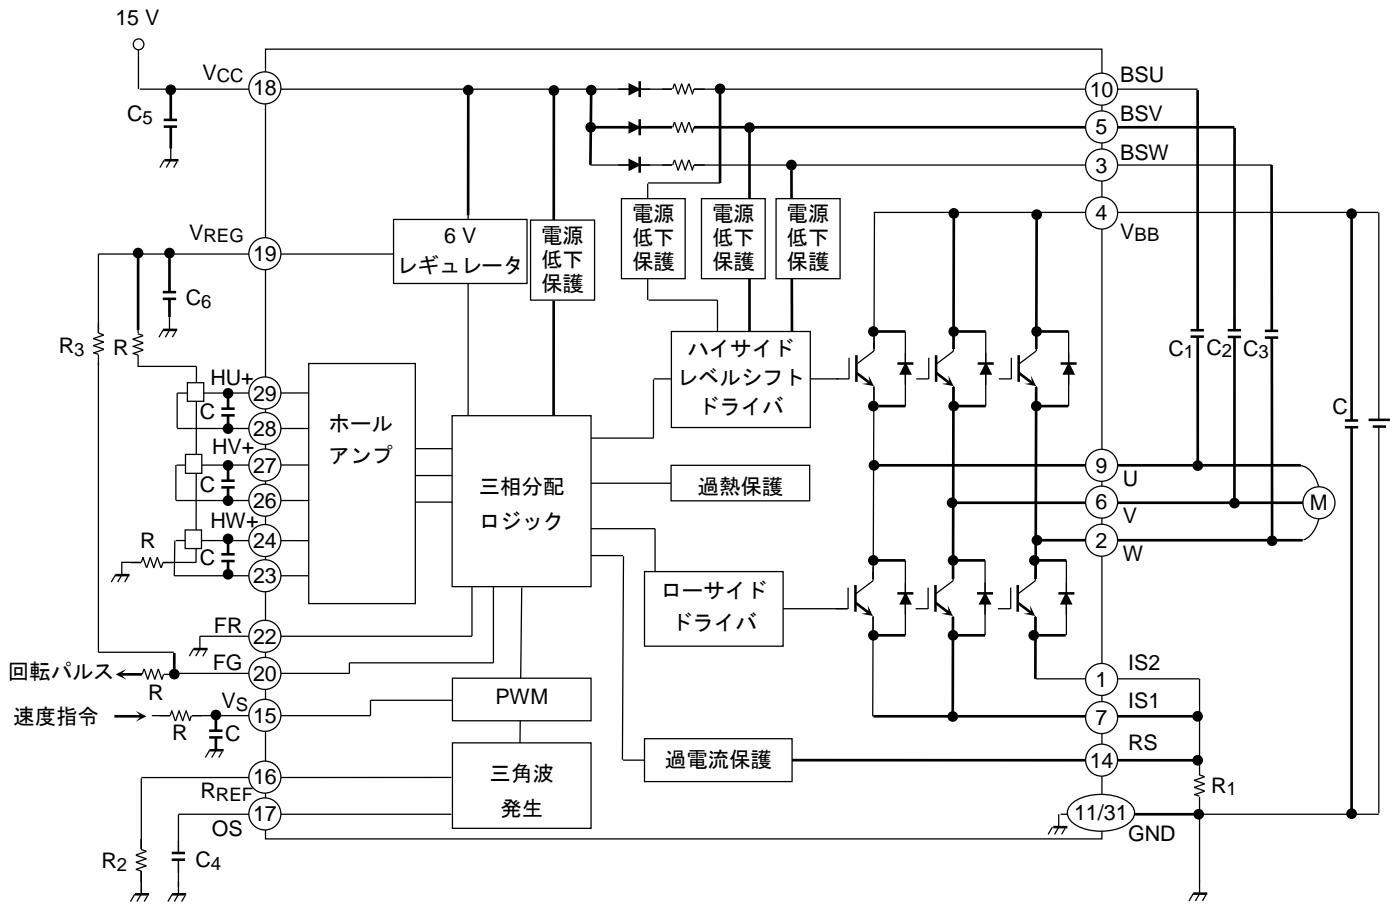 15 V
VCC
18
C5
BSU
10
BSV
5
BSW
3
4
VBB
VREG
19
C6
6 V
レギュレータ
電源
低下
保護
電源
低下
保護
電源
低下
保護
電源
低下
保護
R3
R
ハイサイド
レベルシフト
ドライバ
C1
C2
C3
C
HU+
29
C
28
HV+
27
C
26
HW+
24
C
23
R
ホール
アンプ
三相分配
ロジック
過熱保護
ローサイド
ドライバ
9
U
6
V
2
W
M
FR
22
FG
20
回転パルス
R
VS
15
速度指令
R
C
PWM
三角波
発生
過電流保護
1
IS2
7
IS1
14
RS
R1
11/31
GND
16
RREF
17
OS
R2
C4